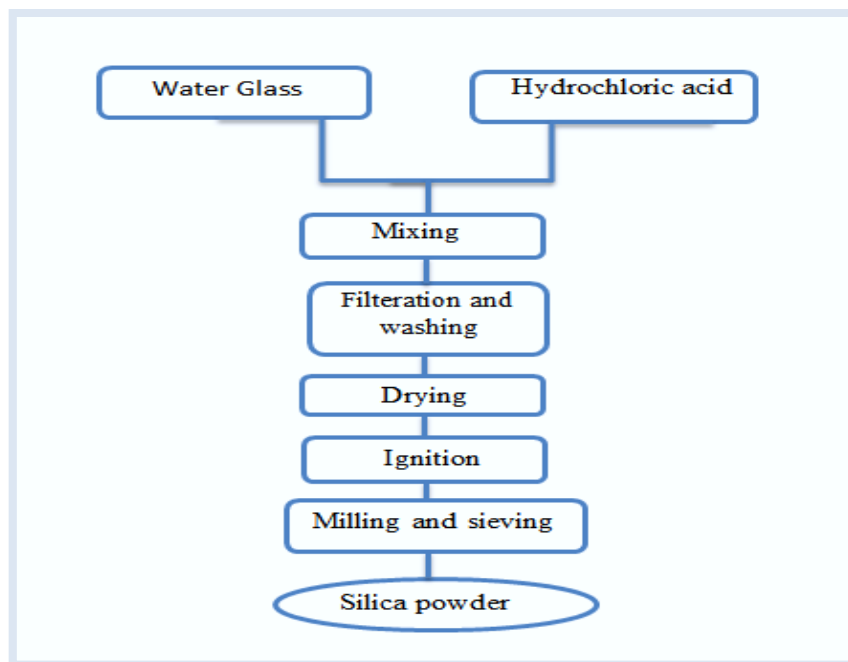 Water Glass
Hydrochloric acid
Mixing
Filteration and
washing
Drying
Ignition
Milling and sieving
Silica powder